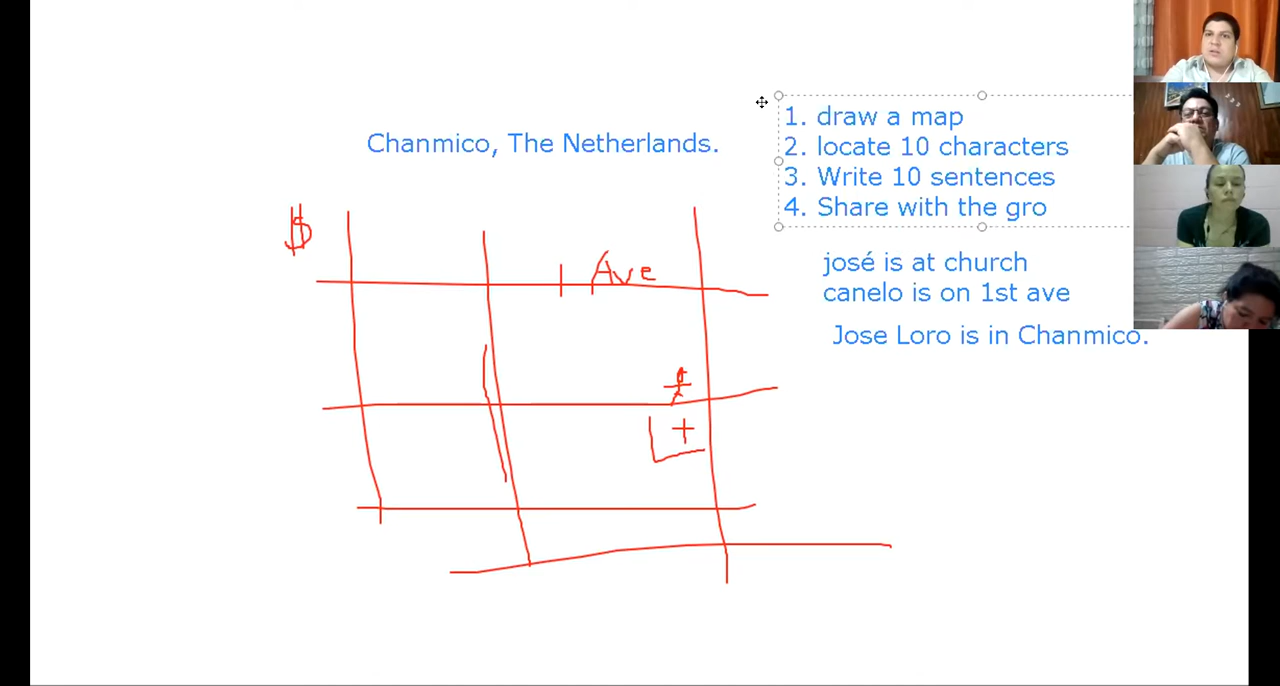 Chanmico, The Netherlands.
1. draw a map
2. locate 10 characters
3. Write 10 sentences
4. Share with the gro
josé is at church
canelo is on 1st ave
Jose Loro is in Chanmico.
$
1 Ave